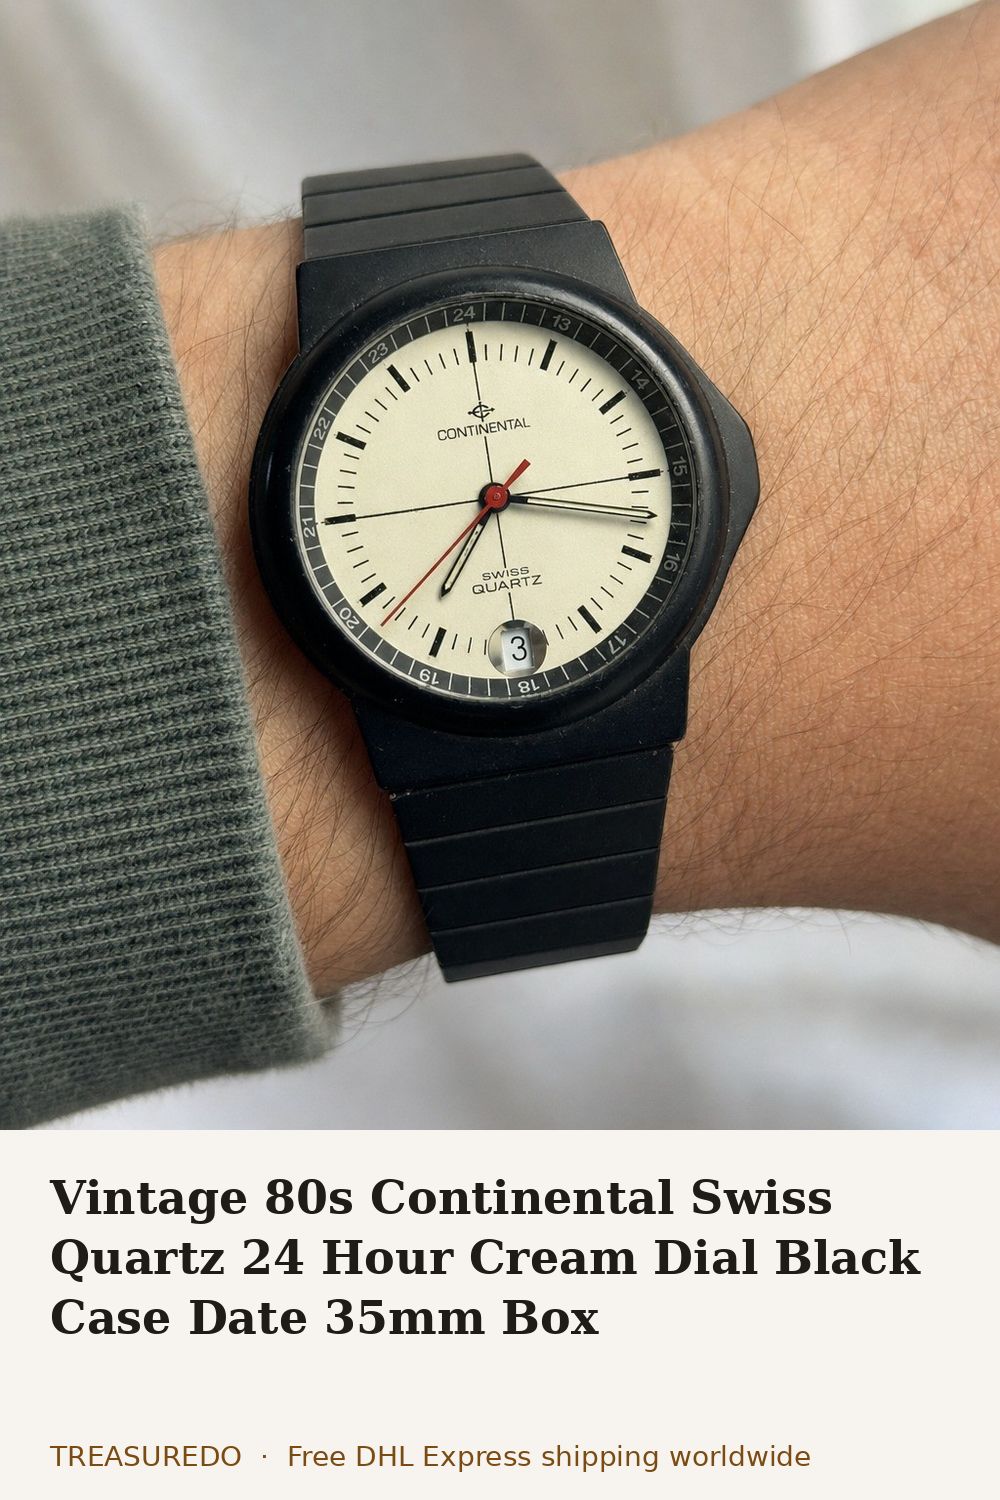 24
13
14
15
16
17
18
19
20
21
22
23
CONTINENTAL
SWISS
QUARTZ
3
Vintage 80s Continental Swiss
Quartz 24 Hour Cream Dial Black
Case Date 35mm Box
TREASUREDO · Free DHL Express shipping worldwide